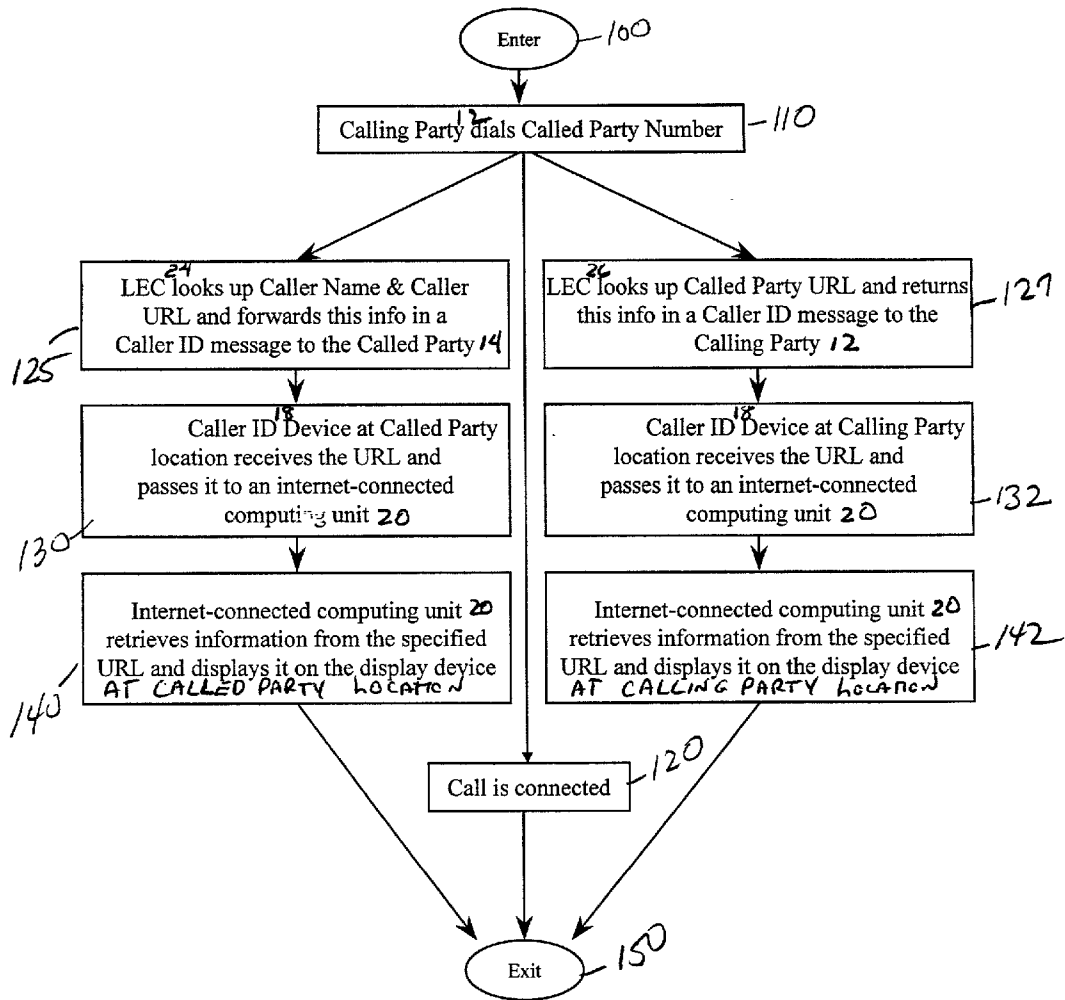 Enter
100
12
Calling Party dials Called Party Number
110
24
LEC looks up Caller Name & Caller
URL and forwards this info in a
Caller ID message to the Called Party 14
125
26
LEC looks up Called Party URL and returns
this info in a Caller ID message to the
Calling Party 12
127
18
Caller ID Device at Called Party
location receives the URL and
passes it to an internet-connected
computing unit 20
130
18
Caller ID Device at Calling Party
location receives the URL and
passes it to an internet-connected
computing unit 20
132
Internet-connected computing unit 20
retrieves information from the specified
URL and displays it on the display device
AT CALLED PARTY LOCATION
140
Internet-connected computing unit 20
retrieves information from the specified
URL and displays it on the display device
AT CALLING PARTY LOCATION
142
Call is connected
120
Exit
150